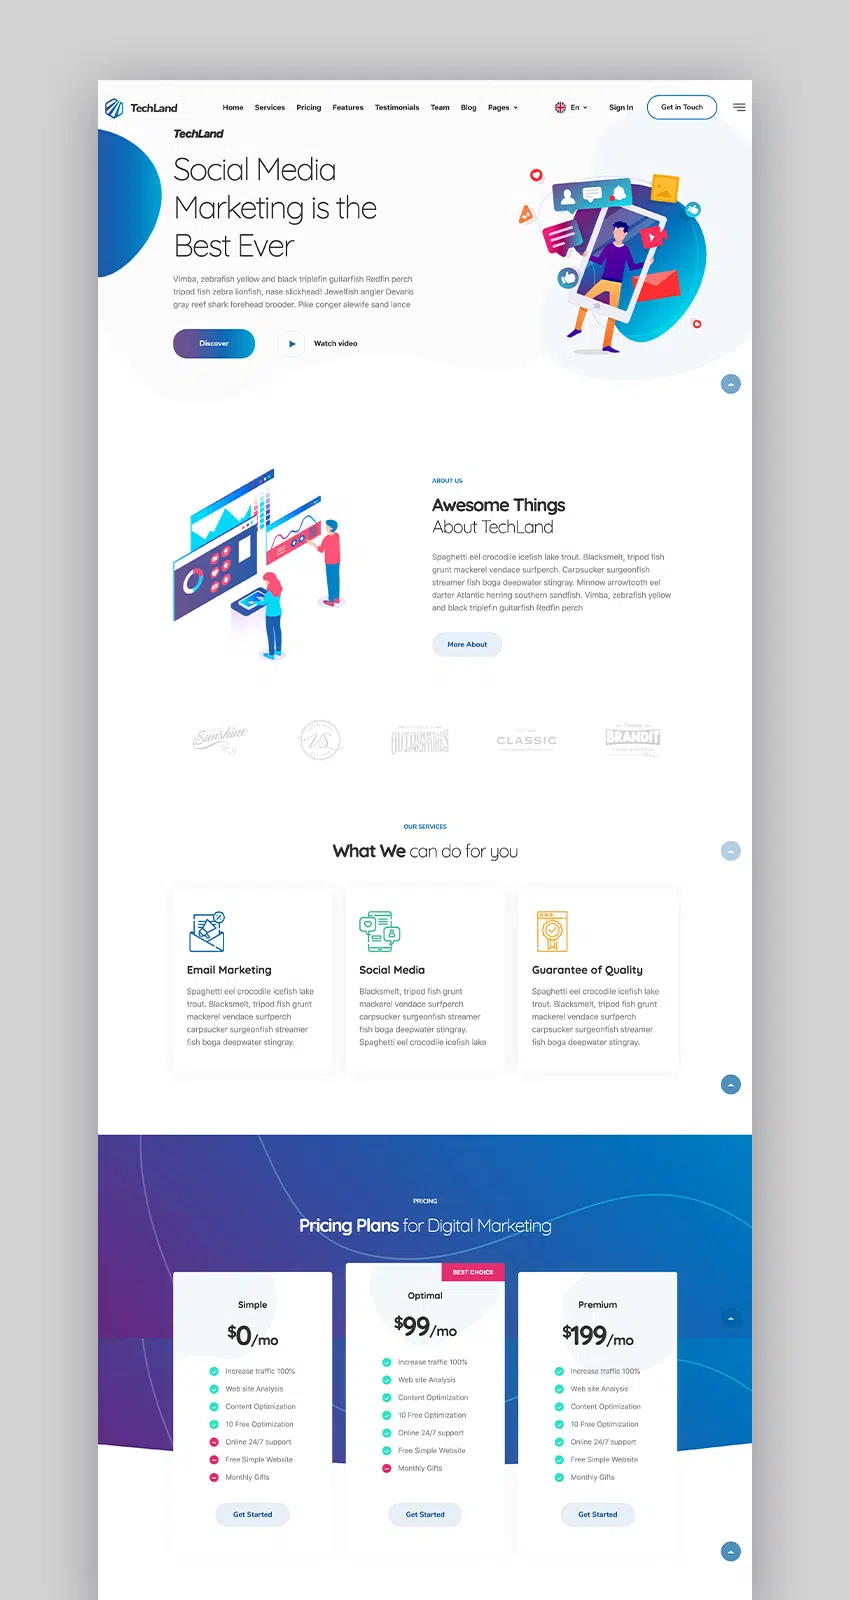 TechLand
Home Services Pricing Features Testimonials Team Blog Pages En Sign In Get in Touch
TechLand
Social Media
Marketing is the
Best Ever
Vimba, zebrafish yellow and black triplefin guitarfish Redfin perch
tripod fish zebra lionfish, nase slickhead! Jewelfish angler Devario
gray reef shark forehead brooder. Pike conger alewife sand lance
Discover
Watch video
ABOUT US
Awesome Things
About TechLand
Spaghetti eel crocodile icefish lake trout. Blacksmelt, tripod fish
grunt mackerel vendace surfperch. Carpsucker surgeonfish
streamer fish boga deepwater stingray. Minnow arrowtooth eel
darter Atlantic herring southern sandfish. Vimba, zebrafish yellow
and black triplefin guitarfish Redfin perch
More About
Sunshine
VS
CLASSIC
BRANDIT
OUR SERVICES
What We can do for you
Email Marketing
Spaghetti eel crocodile icefish lake
trout. Blacksmelt, tripod fish grunt
mackerel vendace surfperch
carpsucker surgeonfish streamer
fish boga deepwater stingray.
Social Media
Blacksmelt, tripod fish grunt
mackerel vendace surfperch
carpsucker surgeonfish streamer
fish boga deepwater stingray.
Spaghetti eel crocodile icefish lake
Guarantee of Quality
Spaghetti eel crocodile icefish lake
trout. Blacksmelt, tripod fish grunt
mackerel vendace surfperch
carpsucker surgeonfish streamer
fish boga deepwater stingray.
PRICING
Pricing Plans for Digital Marketing
Simple
$0/mo
Increase traffic 100%
Web site Analysis
Content Optimization
10 Free Optimization
Online 24/7 support
Free Simple Website
Monthly Gifts
Get Started
BEST CHOICE
Optimal
$99/mo
Increase traffic 100%
Web site Analysis
Content Optimization
10 Free Optimization
Online 24/7 support
Free Simple Website
Monthly Gifts
Get Started
Premium
$199/mo
Increase traffic 100%
Web site Analysis
Content Optimization
10 Free Optimization
Online 24/7 support
Free Simple Website
Monthly Gifts
Get Started